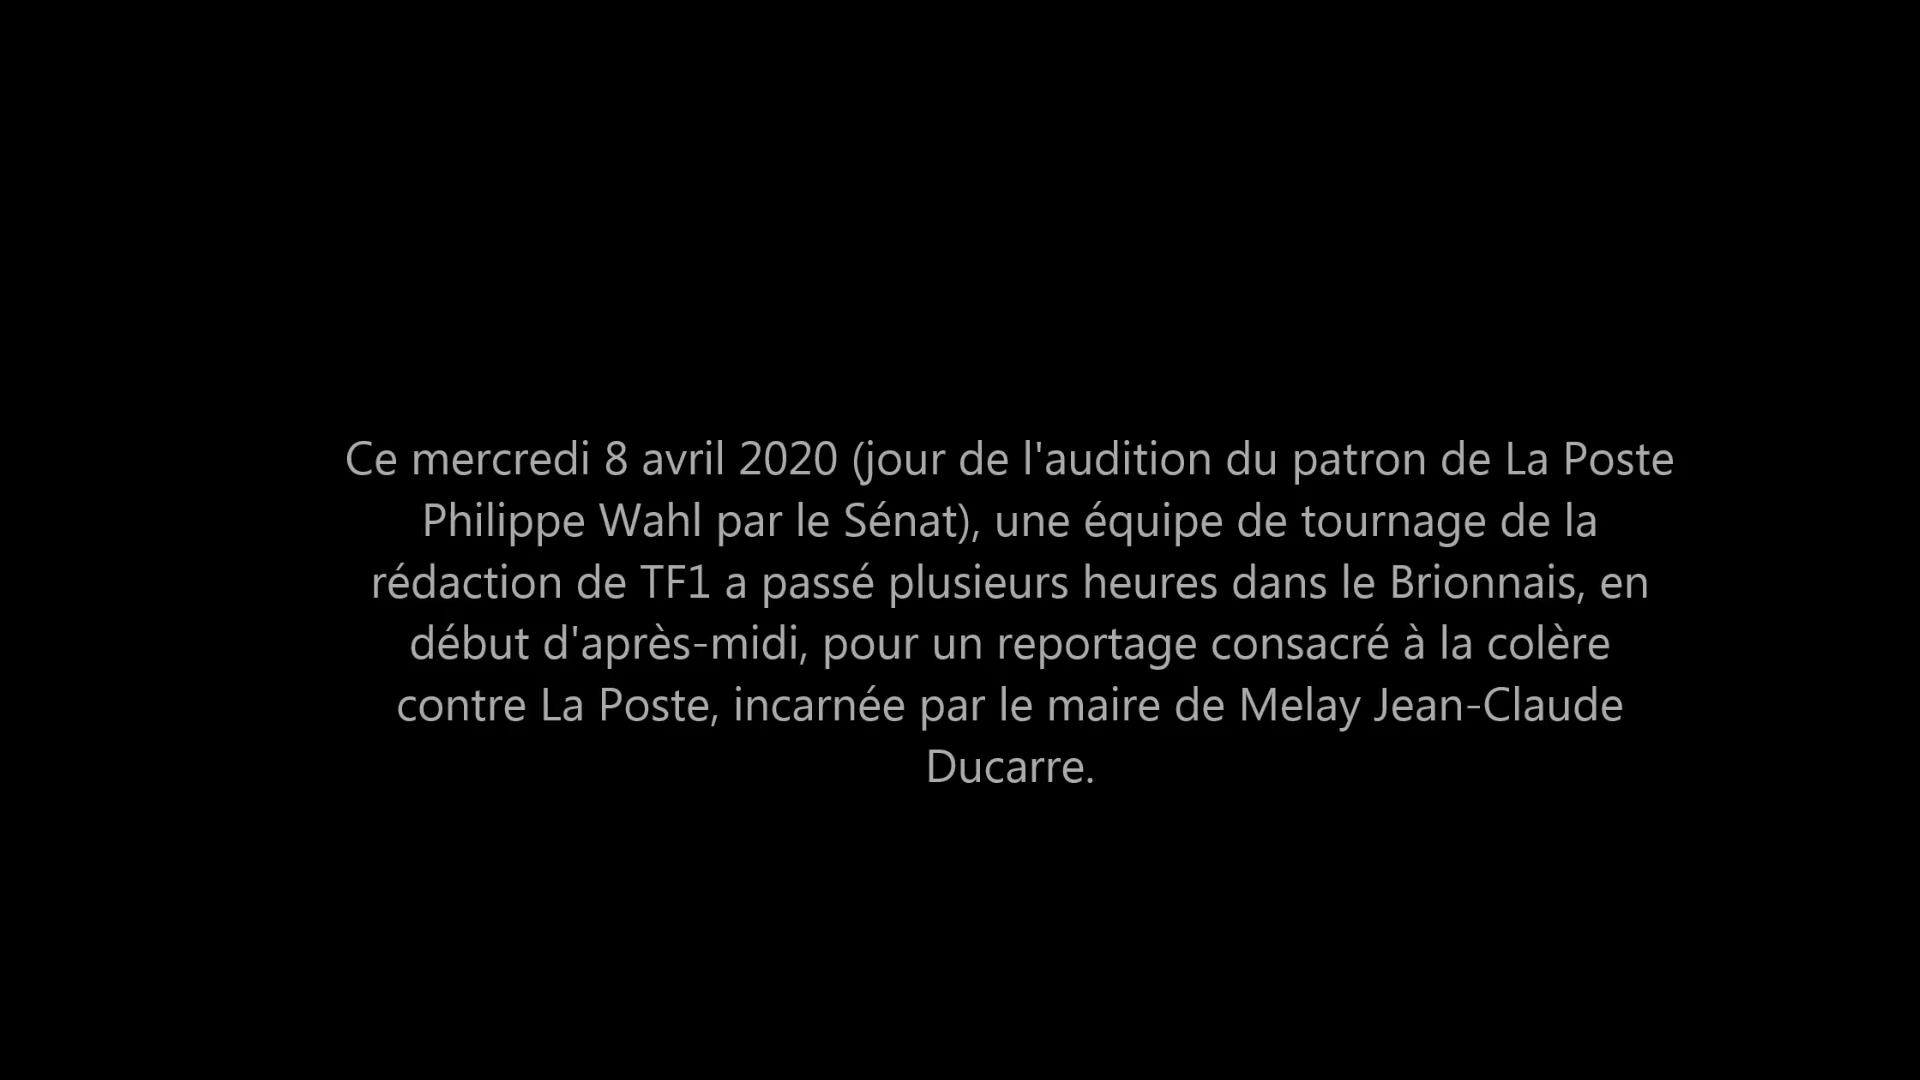 Ce mercredi 8 avril 2020 (jour de l'audition du patron de La Poste
Philippe Wahl par le Sénat), une équipe de tournage de la
rédaction de TF1 a passé plusieurs heures dans le Brionnais, en
début d'après-midi, pour un reportage consacré à la colère
contre La Poste, incarnée par le maire de Melay Jean-Claude
Ducarre.